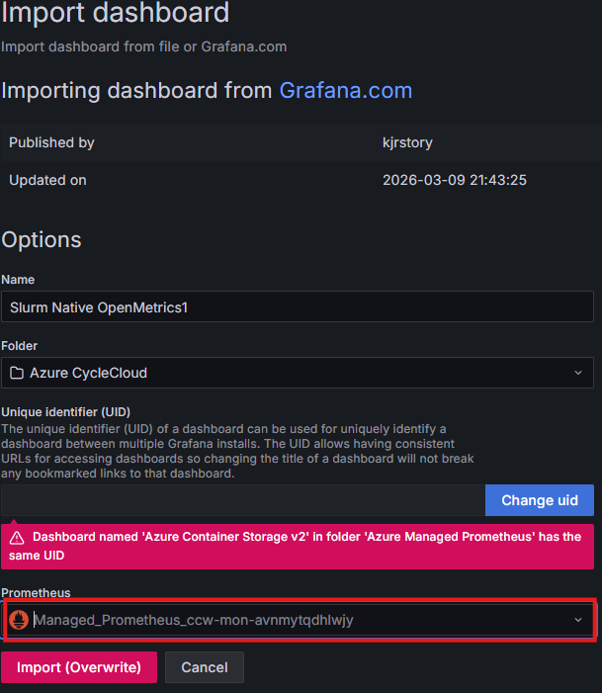 Import dashboard
Import dashboard from file or Grafana.com
Importing dashboard from Grafana.com
Published by kjrstory
Updated on 2026-03-09 21:43:25
Options
Name
Slurm Native OpenMetrics1
Folder
Azure CycleCloud
Unique identifier (UID)
The unique identifier (UID) of a dashboard can be used for uniquely identify a
dashboard between multiple Grafana installs. The UID allows having consistent
URLs for accessing dashboards so changing the title of a dashboard will not break
any bookmarked links to that dashboard.
Change uid
Dashboard named 'Azure Container Storage v2' in folder 'Azure Managed Prometheus' has the
same UID
Prometheus
Managed_Prometheus_ccw-mon-avnmytqdhlwjy
Import (Overwrite) Cancel